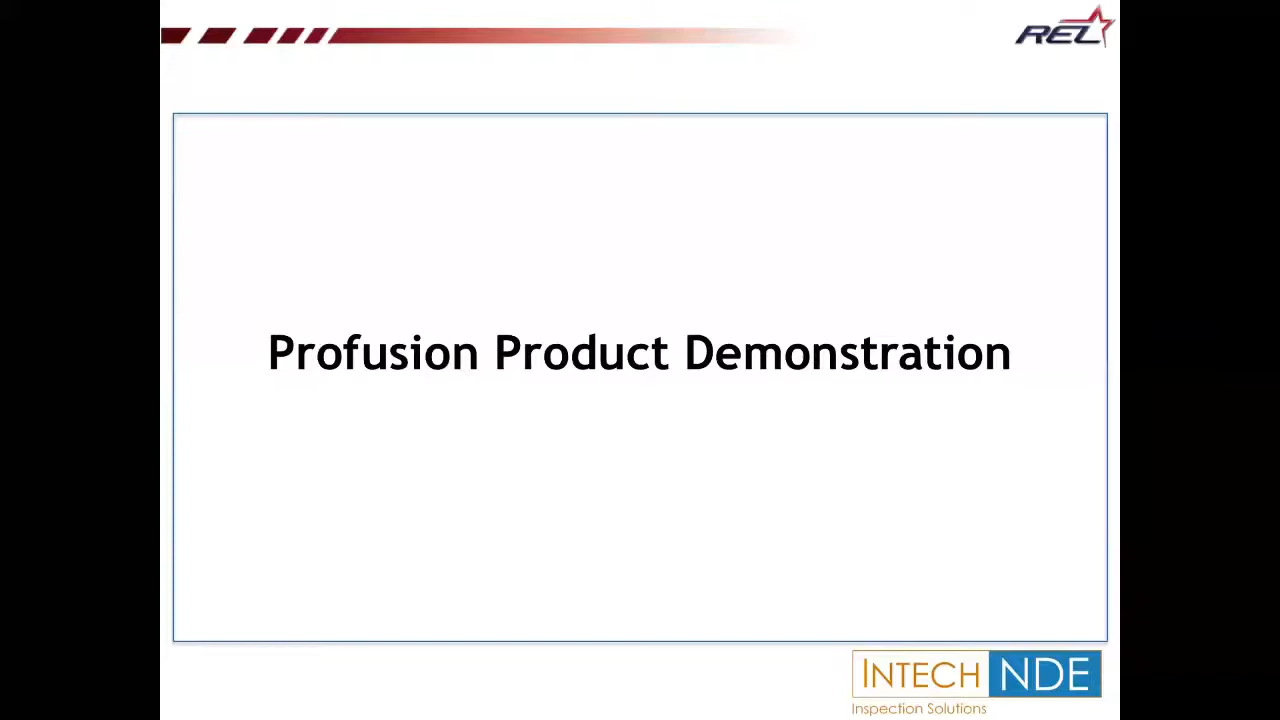 REL
Profusion Product Demonstration
INTECH NDE
Inspection Solutions